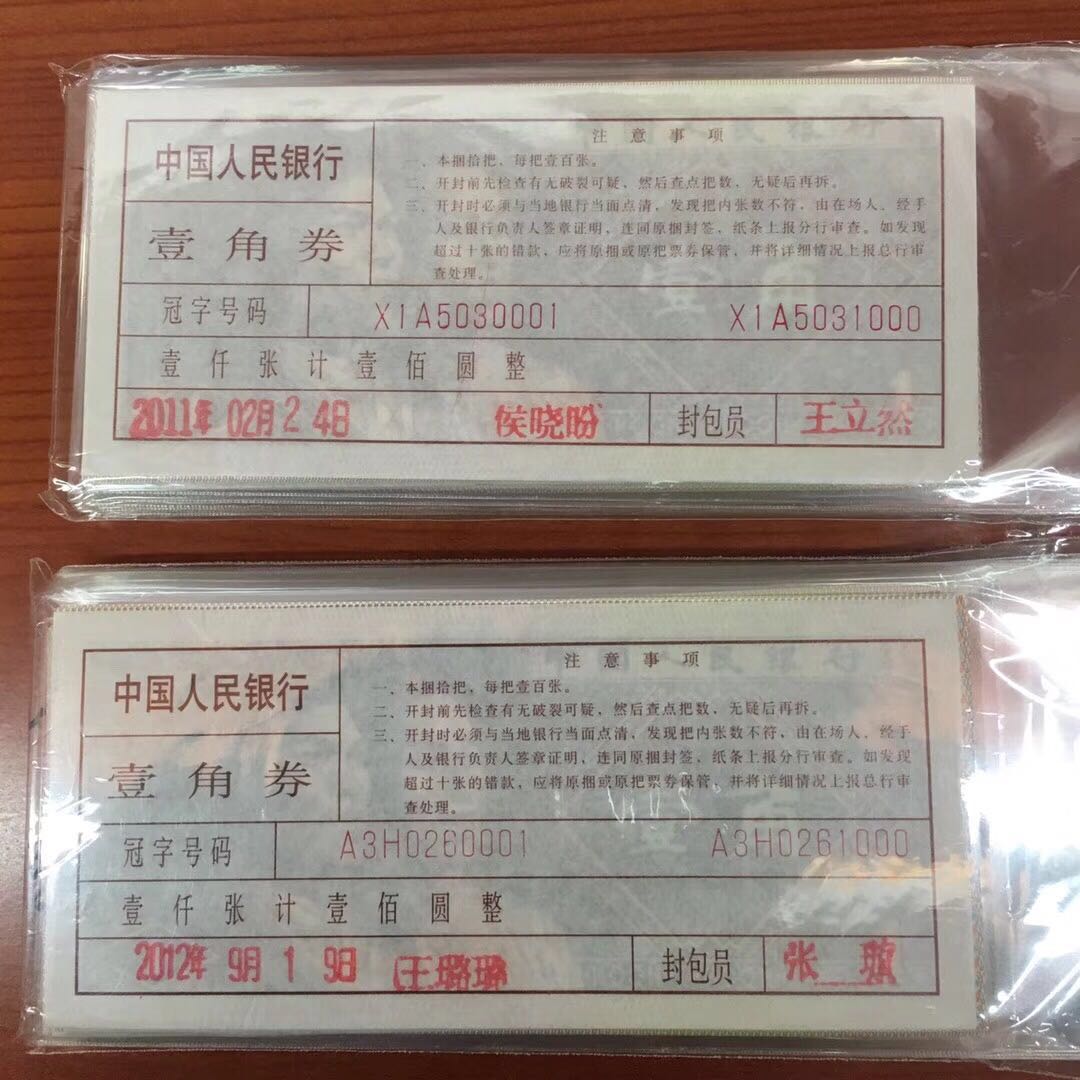 中国人民银行
壹角券
注意事项
一、本捆拾把，每把壹百张。
二、开封前先检查有无破裂可疑，然后查点把数，无疑后再拆。
三、开封时必须与当地银行当面点清，发现把内张数不符，由在场人、经手
人及银行负责人签章证明，连同原捆封签，纸条上报分行审查。如发现
超过十张的错款，应将原捆或原把票券保管，并将详细情况上报总行审
查处理。
冠字号码 X1A5030001 X1A5031000
壹仟张计壹佰圆整
2011年02月24日 侯晓盼 封包员 王立然
中国人民银行
壹角券
注意事项
一、本捆拾把，每把壹百张。
二、开封前先检查有无破裂可疑，然后查点把数，无疑后再拆。
三、开封时必须与当地银行当面点清，发现把内张数不符，由在场人、经手
人及银行负责人签章证明，连同原捆封签，纸条上报分行审查。如发现
超过十张的错款，应将原捆或原把票券保管，并将详细情况上报总行审
查处理。
冠字号码 A3H0260001 A3H0261000
壹仟张计壹佰圆整
2012年9月19日 王璐璐 封包员 张